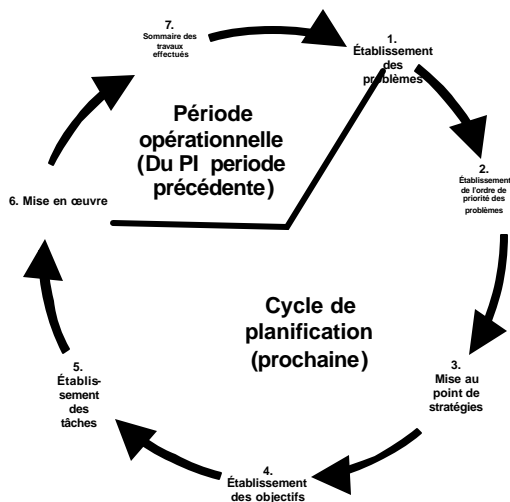 1.
Établissement
des
problèmes
2.
Établissement
de l'ordre de
priorité des
problèmes
3.
Mise au
point de
stratégies
4.
Établissement
des objectifs
5.
Établis-
sement
des
tâches
6. Mise en œuvre
7.
Sommaire des
travaux
effectués
Période
opérationnelle
(Du PI periode
précédente)
Cycle de
planification
(prochaine)